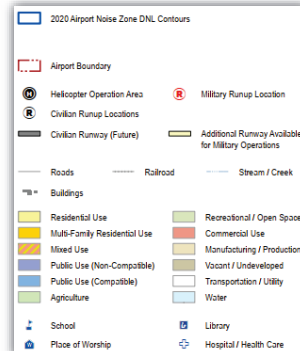 2020 Airport Noise Zone DNL Contours
Airport Boundary
H Helicopter Operation Area
R Military Runup Location
R Civilian Runup Locations
Civilian Runway (Future)
Additional Runway Available
for Military Operations
Roads
Railroad
Stream / Creek
Buildings
Residential Use
Recreational / Open Space
Multi-Family Residential Use
Commercial Use
Mixed Use
Manufacturing / Production
Public Use (Non-Compatible)
Vacant / Undeveloped
Public Use (Compatible)
Transportation / Utility
Agriculture
Water
School
Library
Place of Worship
Hospital / Health Care